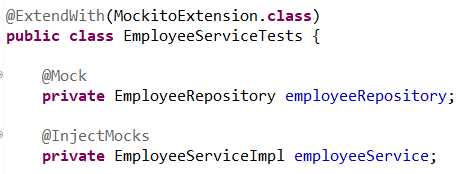 @ExtendWith(MockitoExtension.class)
public class EmployeeServiceTests {
@Mock
private EmployeeRepository employeeRepository;
@InjectMocks
private EmployeeServiceImpl employeeService;